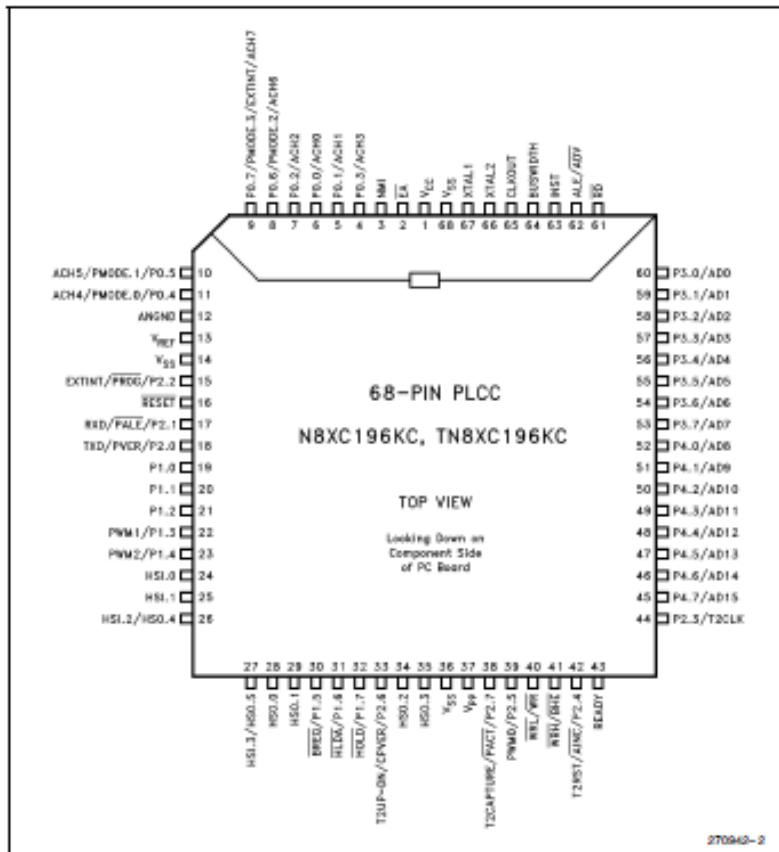 P0.7/PMODE.3/EXTINT/ACH7
P0.6/PMODE.2/ACH6
P0.2/ACH2
P0.0/ACH0
P0.1/ACH1
P0.3/ACH3
NMI
EA
VCC
VSS
XTAL1
XTAL2
CLKOUT
BUSWIDTH
INST
ALE/ADV
RD
9 8 7 6 5 4 3 2 1 68 67 66 65 64 63 62 61
ACH5/PMODE.1/P0.5 10
ACH4/PMODE.0/P0.4 11
ANGND 12
VREF 13
VSS 14
EXTINT/PROG/P2.2 15
RESET 16
RXD/PALE/P2.1 17
TXD/PVER/P2.0 18
P1.0 19
P1.1 20
P1.2 21
PWM1/P1.3 22
PWM2/P1.4 23
HSI.0 24
HSI.1 25
HSI.2/HSO.4 26
68-PIN PLCC
N8XC196KC, TN8XC196KC
TOP VIEW
Looking Down on
Component Side
of PC Board
60 P3.0/AD0
59 P3.1/AD1
58 P3.2/AD2
57 P3.3/AD3
56 P3.4/AD4
55 P3.5/AD5
54 P3.6/AD6
53 P3.7/AD7
52 P4.0/AD8
51 P4.1/AD9
50 P4.2/AD10
49 P4.3/AD11
48 P4.4/AD12
47 P4.5/AD13
46 P4.6/AD14
45 P4.7/AD15
44 P2.3/T2CLK
27 28 29 30 31 32 33 34 35 36 37 38 39 40 41 42 43
HSI.3/HSO.5
HSO.0
HSO.1
BREQ/P1.5
HLDA/P1.6
HOLD/P1.7
T2UP-DN/CPVER/P2.6
HSO.2
HSO.3
VSS
VPP
T2CAPTURE/PACT/P2.7
PWM0/P2.5
WRL/WR
WRH/BHE
T2RST/AINC/P2.4
READY
270942-2